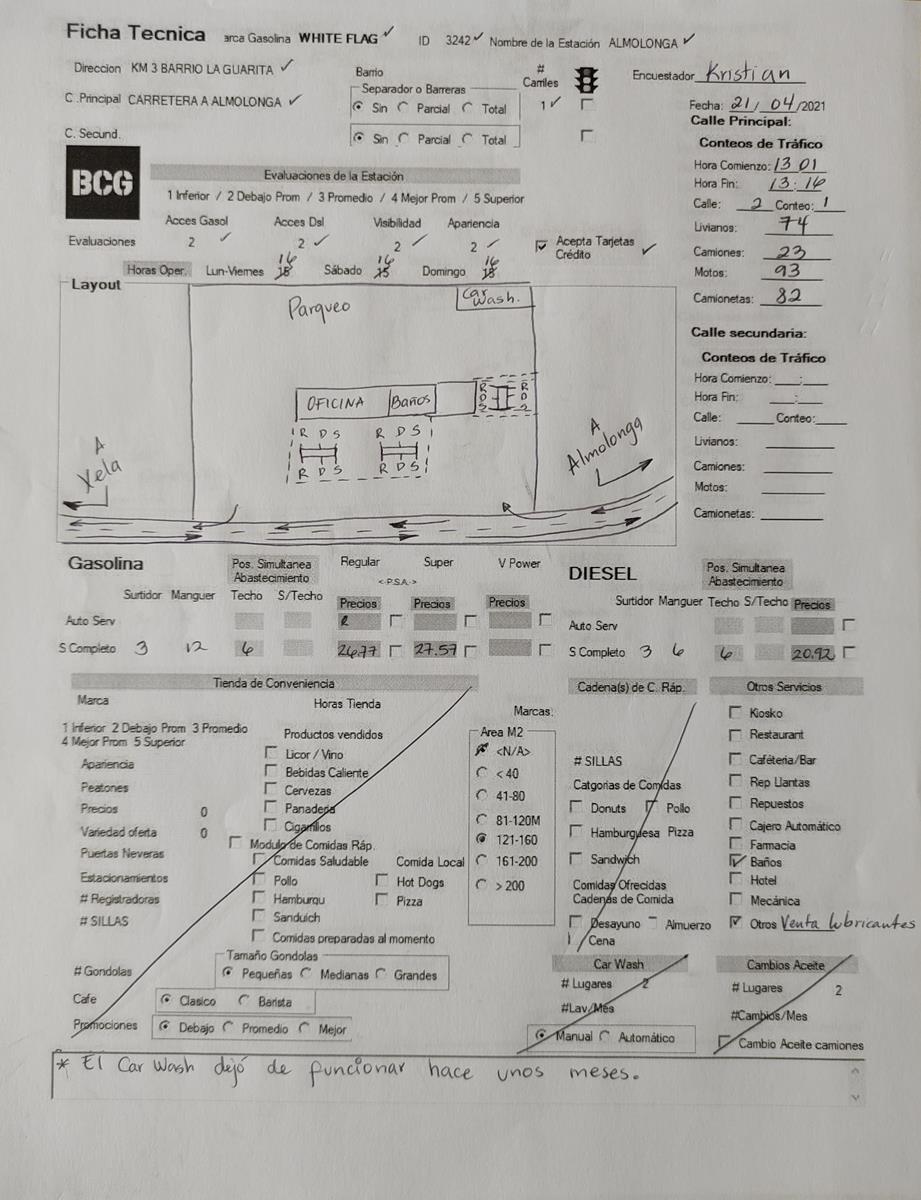 Ficha Tecnica arca Gasolina WHITE FLAG ✓ ID 3242 ✓ Nombre de la Estación ALMOLONGA ✓
Direccion KM 3 BARRIO LA GUARITA ✓ Barrio # Carriles Encuestador Kristian
Separador o Barreras
C .Principal CARRETERA A ALMOLONGA ✓ Sin Parcial Total 1 ✓ Fecha: 21/ 04/2021
C. Secund. Sin Parcial Total
Calle Principal:
Conteos de Tráfico
Hora Comienzo: 13 01
Hora Fin: 13:16
Calle: 2 Conteo: 1
Livianos: 74
Camiones: 23
Motos: 93
Camionetas: 82
Calle secundaria:
Conteos de Tráfico
Hora Comienzo: __:__
Hora Fin: __:__
Calle: ____ Conteo: ____
Livianos: ____
Camiones: ____
Motos: ____
Camionetas: ____
BCG
Evaluaciones de la Estación
1 Inferior / 2 Debajo Prom / 3 Promedio / 4 Mejor Prom / 5 Superior
Acces Gasol Acces Dsl Visibilidad Apariencia
Evaluaciones 2 ✓ 2 ✓ 2 ✓ 2 ✓ Acepta Tarjetas Crédito ✓
Horas Oper. Lun-Viernes 16 Sábado 16 Domingo 16
Layout
Parqueo
Car Wash.
OFICINA Baños
R D S R D S
R D S R D S
R D S
R D S
A Xela
A Almolonga
Gasolina
Pos. Simultanea Abastecimiento
Regular Super V Power
<-P.S.A.->
Surtidor Manguer Techo S/Techo Precios Precios Precios
Auto Serv
S Completo 3 12 6 26.77 27.57
DIESEL
Pos. Simultanea Abastecimiento
Surtidor Manguer Techo S/Techo Precios
Auto Serv
S Completo 3 6 6 20.92
Tienda de Conveniencia
Marca Horas Tienda
1 Inferior 2 Debajo Prom 3 Promedio
4 Mejor Prom 5 Superior
Apariencia
Peatones
Precios 0
Variedad oferta 0
Puertas Neveras
Estacionamientos
# Registradoras
# SILLAS
# Gondolas
Cafe
Promociones
Productos vendidos
Licor / Vino
Bebidas Caliente
Cervezas
Panaderia
Cigarrillos
Modulo de Comidas Ráp.
Comidas Saludable Comida Local
Pollo Hot Dogs
Hamburqu Pizza
Sanduich
Comidas preparadas al momento
Tamaño Gondolas
Pequeñas Medianas Grandes
Clasico Barista
Debajo Promedio Mejor
Marcas:
Area M2
<N/A>
< 40
41-80
81-120M
121-160
161-200
> 200
Cadena(s) de C. Ráp.
# SILLAS
Catgorias de Comidas
Donuts Pollo
Hamburguesa Pizza
Sandwich
Comidas Ofrecidas
Cadenas de Comida
Desayuno Almuerzo
Cena
Otros Servicios
Kiosko
Restaurant
Caféteria/Bar
Rep Llantas
Repuestos
Cajero Automático
Farmacia
Baños
Hotel
Mecánica
Otros Venta lubricantes
Car Wash
# Lugares 2
#Lav/Mes
Manual Automático
Cambios Aceite
# Lugares 2
#Cambios/Mes
Cambio Aceite camiones
* El Car Wash dejó de funcionar hace unos meses.